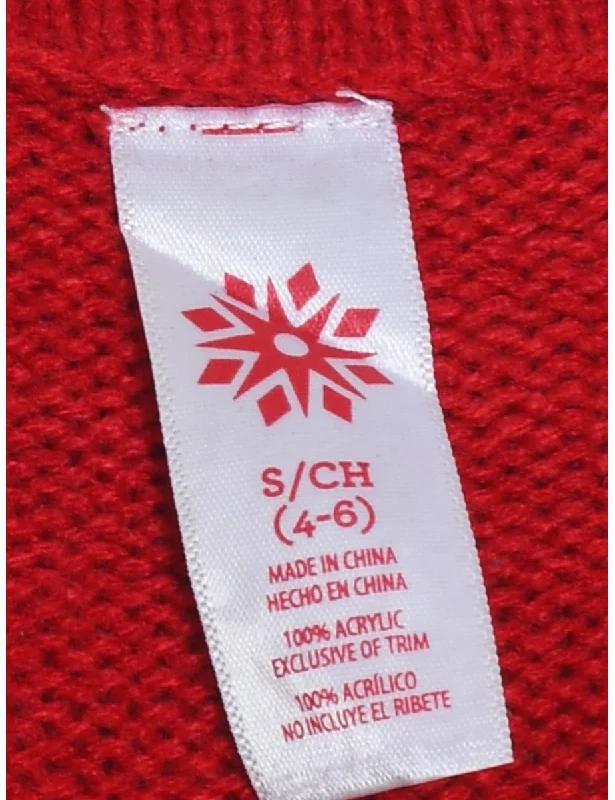 S/CH
(4-6)
MADE IN CHINA
HECHO EN CHINA
100% ACRYLIC
EXCLUSIVE OF TRIM
100% ACRÍLICO
NO INCLUYE EL RIBETE